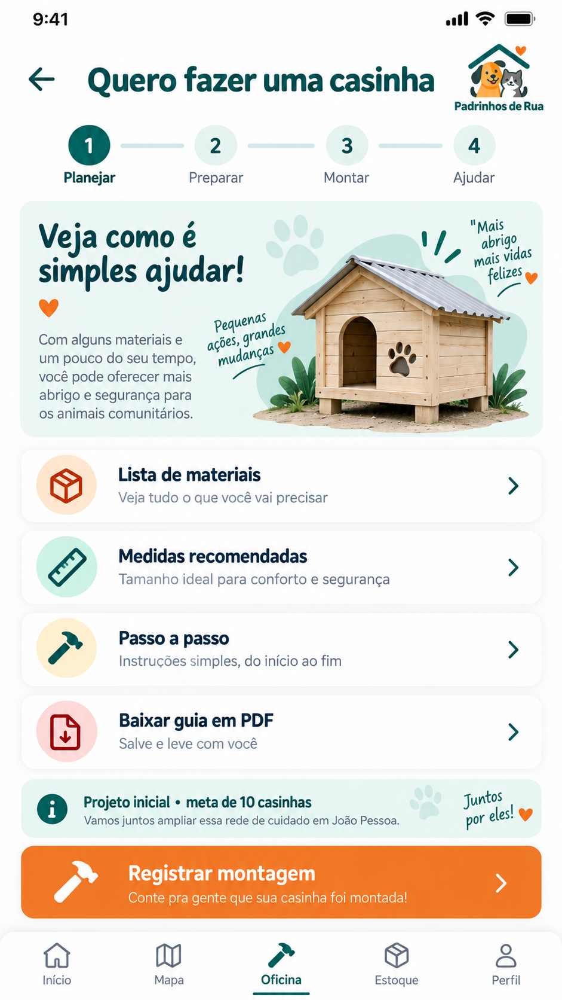 9:41
Quero fazer uma casinha
Padrinhos de Rua
1
2
3
4
Planejar
Preparar
Montar
Ajudar
Veja como é
simples ajudar!
Com alguns materiais e
um pouco do seu tempo,
você pode oferecer mais
abrigo e segurança para
os animais comunitários.
Pequenas
ações, grandes
mudanças
"Mais
abrigo
mais vidas
felizes
Lista de materiais
Veja tudo o que você vai precisar
Medidas recomendadas
Tamanho ideal para conforto e segurança
Passo a passo
Instruções simples, do início ao fim
Baixar guia em PDF
Salve e leve com você
Projeto inicial • meta de 10 casinhas
Vamos juntos ampliar essa rede de cuidado em João Pessoa.
Juntos
por eles!
Registrar montagem
Conte pra gente que sua casinha foi montada!
Início
Mapa
Oficina
Estoque
Perfil